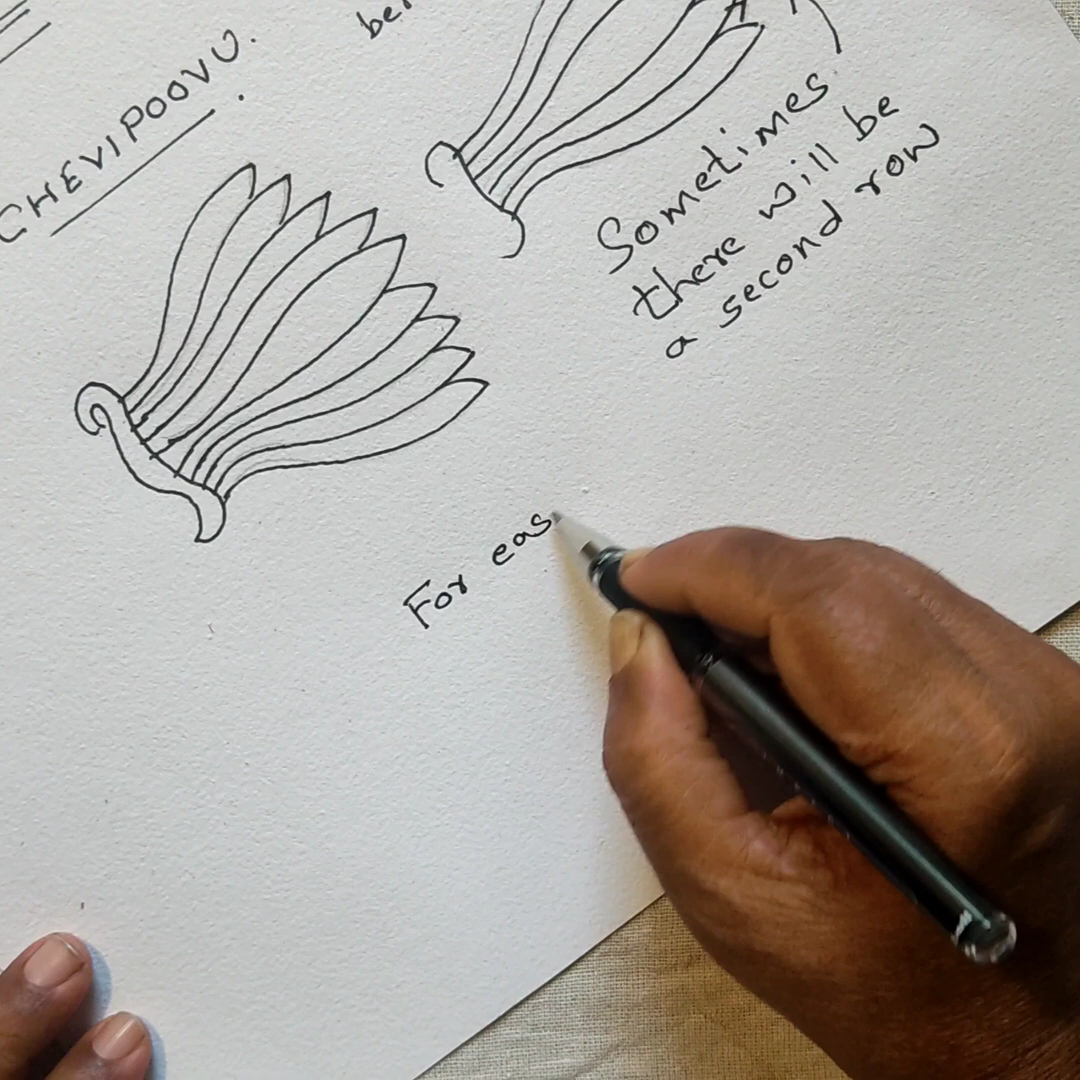 CHEVIPOOVU.
Sometimes
there will be
a second row
For eas